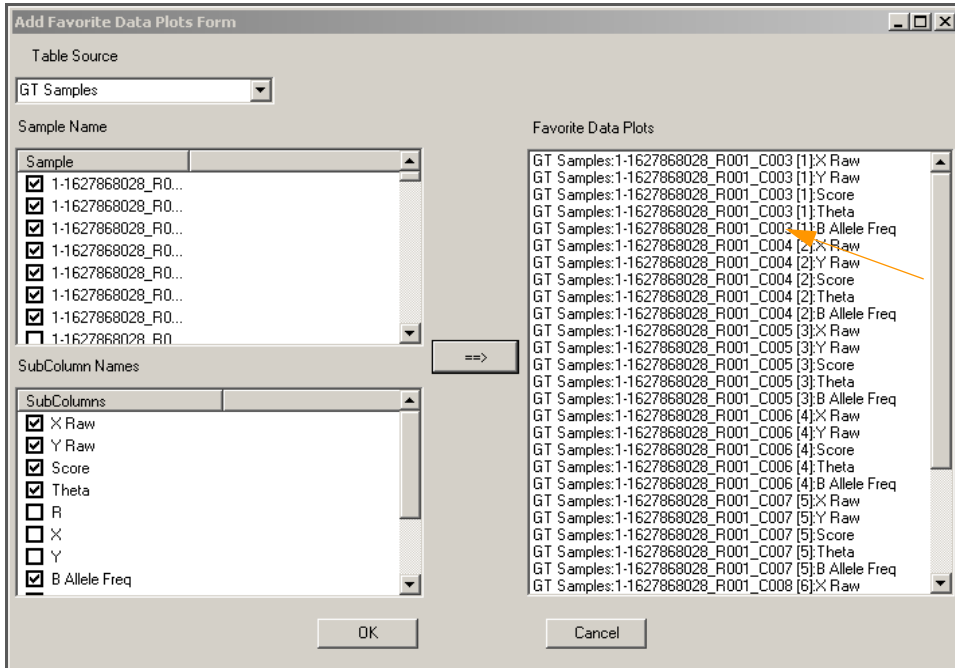 Add Favorite Data Plots Form
Table Source
GT Samples
Sample Name
Sample
1-1627868028_R0...
1-1627868028_R0...
1-1627868028_R0...
1-1627868028_R0...
1-1627868028_R0...
1-1627868028_R0...
1-1627868028_R0...
1-1627868028_R0
SubColumn Names
SubColumns
X Raw
Y Raw
Score
Theta
R
X
Y
B Allele Freq
==>
Favorite Data Plots
GT Samples:1-1627868028_R001_C003 [1]:X Raw
GT Samples:1-1627868028_R001_C003 [1]:Y Raw
GT Samples:1-1627868028_R001_C003 [1]:Score
GT Samples:1-1627868028_R001_C003 [1]:Theta
GT Samples:1-1627868028_R001_C003 [1]:B Allele Freq
GT Samples:1-1627868028_R001_C004 [2]:X Raw
GT Samples:1-1627868028_R001_C004 [2]:Y Raw
GT Samples:1-1627868028_R001_C004 [2]:Score
GT Samples:1-1627868028_R001_C004 [2]:Theta
GT Samples:1-1627868028_R001_C004 [2]:B Allele Freq
GT Samples:1-1627868028_R001_C005 [3]:X Raw
GT Samples:1-1627868028_R001_C005 [3]:Y Raw
GT Samples:1-1627868028_R001_C005 [3]:Score
GT Samples:1-1627868028_R001_C005 [3]:Theta
GT Samples:1-1627868028_R001_C005 [3]:B Allele Freq
GT Samples:1-1627868028_R001_C006 [4]:X Raw
GT Samples:1-1627868028_R001_C006 [4]:Y Raw
GT Samples:1-1627868028_R001_C006 [4]:Score
GT Samples:1-1627868028_R001_C006 [4]:Theta
GT Samples:1-1627868028_R001_C006 [4]:B Allele Freq
GT Samples:1-1627868028_R001_C007 [5]:X Raw
GT Samples:1-1627868028_R001_C007 [5]:Y Raw
GT Samples:1-1627868028_R001_C007 [5]:Score
GT Samples:1-1627868028_R001_C007 [5]:Theta
GT Samples:1-1627868028_R001_C007 [5]:B Allele Freq
GT Samples:1-1627868028_R001_C008 [6]:X Raw
OK
Cancel